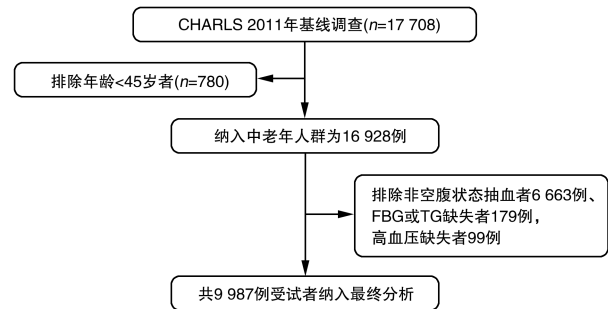 CHARLS 2011年基线调查(n=17 708)
排除年龄<45岁者(n=780)
纳入中老年人群为16 928例
排除非空腹状态抽血者6 663例、
FBG或TG缺失者179例，
高血压缺失者99例
共9 987例受试者纳入最终分析